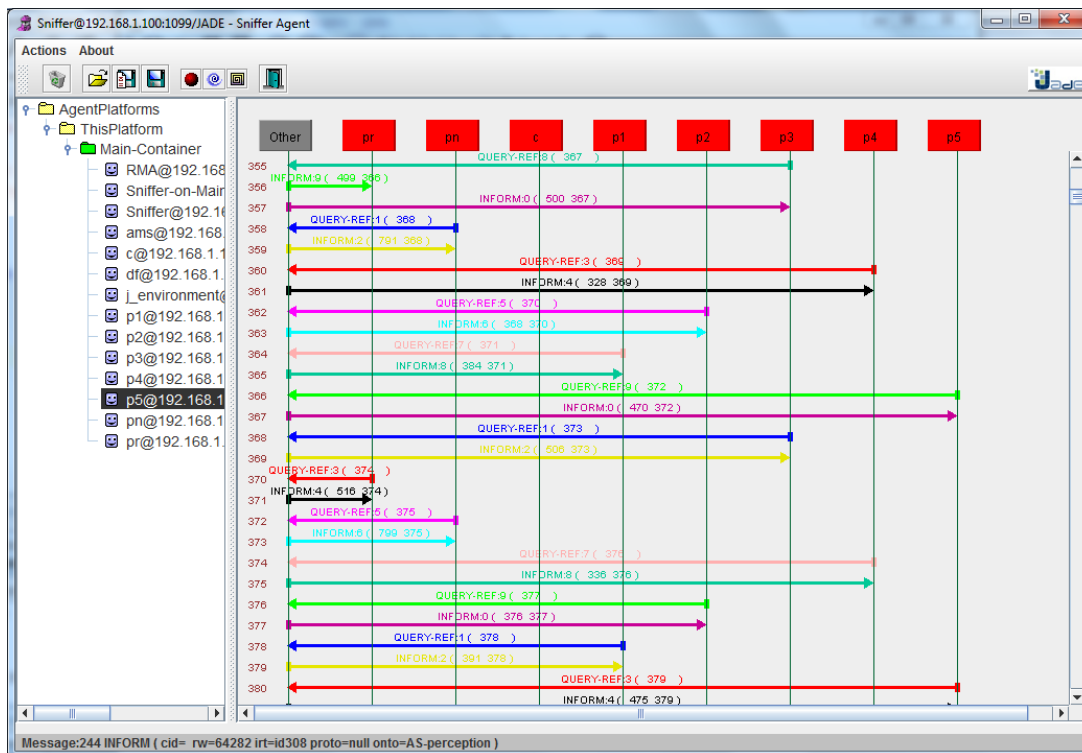 Sniffer@192.168.1.100:1099/JADE - Sniffer Agent
Actions About
Jade
AgentPlatforms
ThisPlatform
Main-Container
RMA@192.168
Sniffer-on-Main
Sniffer@192.16
ams@192.168.
c@192.168.1.1
df@192.168.1.
j_environment@
p1@192.168.1
p2@192.168.1
p3@192.168.1
p4@192.168.1
p5@192.168.1
pn@192.168.1
pr@192.168.1.
Other pr pn c p1 p2 p3 p4 p5
355 QUERY-REF:8 ( 367 )
356 INFORM:9 ( 499 366 )
357 INFORM:0 ( 500 367 )
358 QUERY-REF:1 ( 368 )
359 INFORM:2 ( 791 368 )
360 QUERY-REF:3 ( 369 )
361 INFORM:4 ( 328 369 )
362 QUERY-REF:5 ( 370 )
363 INFORM:6 ( 368 370 )
364 QUERY-REF:7 ( 371 )
365 INFORM:8 ( 384 371 )
366 QUERY-REF:9 ( 372 )
367 INFORM:0 ( 470 372 )
368 QUERY-REF:1 ( 373 )
369 INFORM:2 ( 506 373 )
370 QUERY-REF:3 ( 374 )
371 INFORM:4 ( 516 374 )
372 QUERY-REF:5 ( 375 )
373 INFORM:6 ( 799 375 )
374 QUERY-REF:7 ( 376 )
375 INFORM:8 ( 336 376 )
376 QUERY-REF:9 ( 377 )
377 INFORM:0 ( 376 377 )
378 QUERY-REF:1 ( 378 )
379 INFORM:2 ( 391 378 )
380 QUERY-REF:3 ( 379 )
INFORM:4 ( 475 379 )
Message:244 INFORM ( cid= rw=64282 irt=id308 proto=null onto=AS-perception )